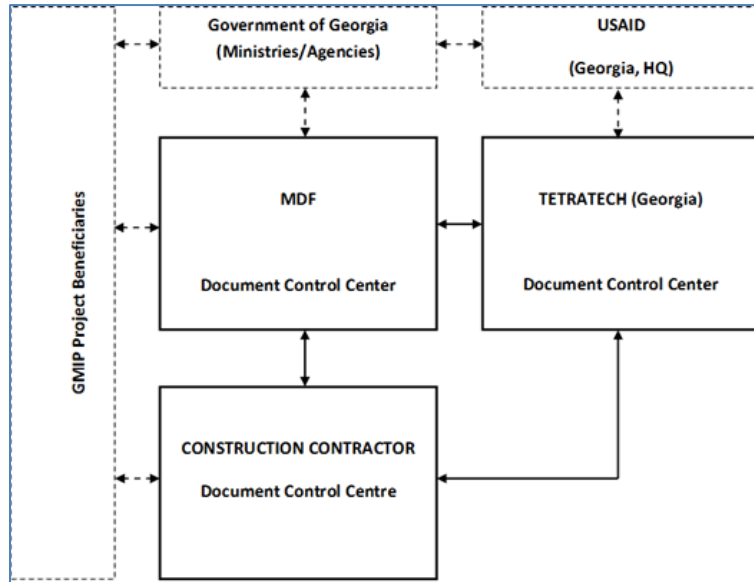 Government of Georgia
(Ministries/Agencies)
USAID
(Georgia, HQ)
GMIP Project Beneficiaries
MDF
Document Control Center
TETRATECH (Georgia)
Document Control Center
CONSTRUCTION CONTRACTOR
Document Control Centre